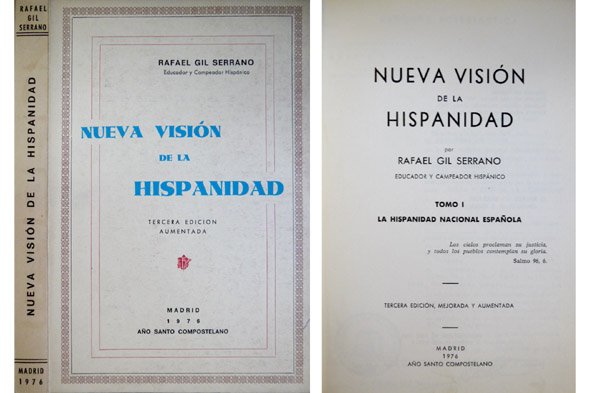 RAFAEL
GIL
SERRANO
NUEVA VISIÓN DE LA HISPANIDAD
MADRID
1976
RAFAEL GIL SERRANO
Educador y Campeador Hispánico
NUEVA VISIÓN
DE LA
HISPANIDAD
TERCERA EDICION
AUMENTADA
MADRID
1976
AÑO SANTO COMPOSTELANO
NUEVA VISIÓN
DE LA
HISPANIDAD
por
RAFAEL GIL SERRANO
EDUCADOR Y CAMPEADOR HISPÁNICO
TOMO I
LA HISPANIDAD NACIONAL ESPAÑOLA
Los cielos proclaman su justicia,
y todos los pueblos contemplan su gloria.
Salmo 96, 6.
TERCERA EDICIÓN, MEJORADA Y AUMENTADA
MADRID
1976
AÑO SANTO COMPOSTELANO